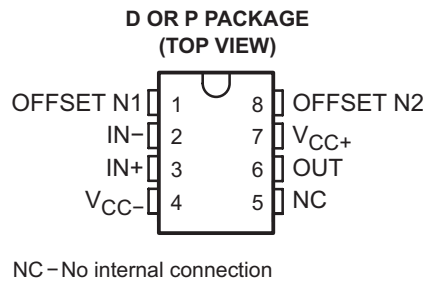 D OR P PACKAGE
(TOP VIEW)
OFFSET N1 1 8 OFFSET N2
IN− 2 7 VCC+
IN+ 3 6 OUT
VCC− 4 5 NC
NC−No internal connection